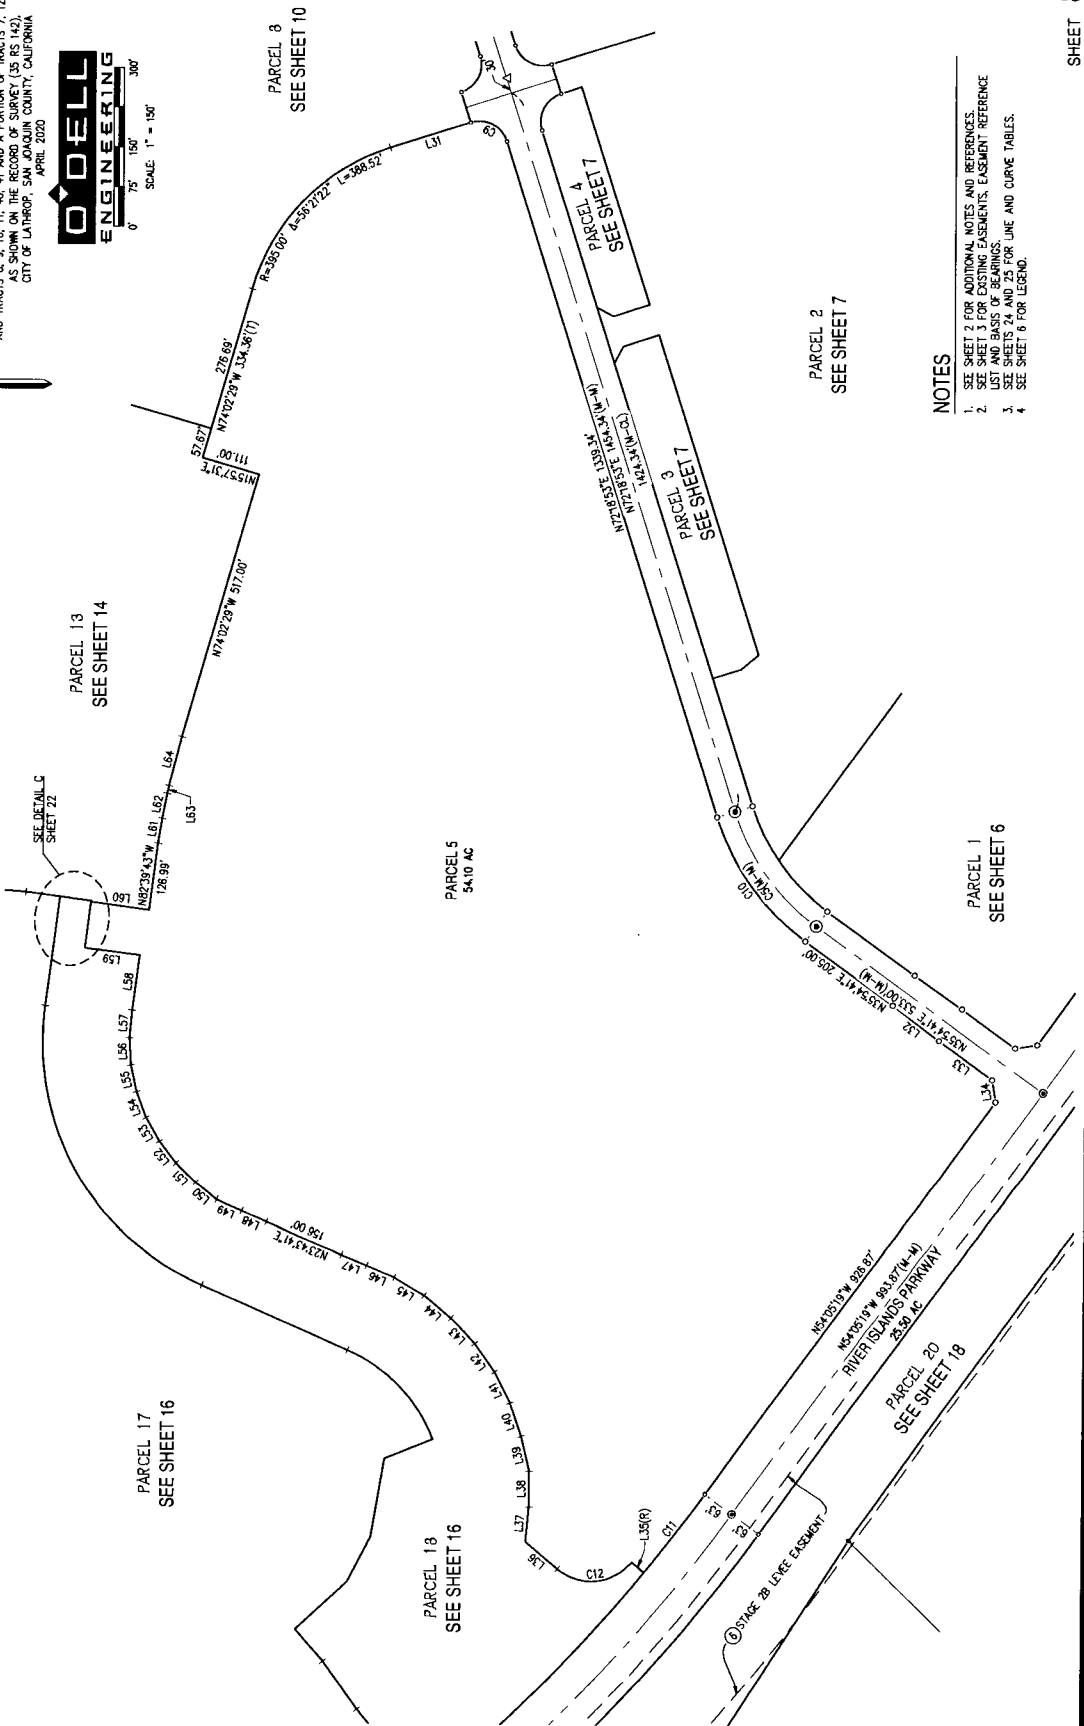 AS SHOWN ON THE RECORD OF SURVEY (35 RS 142),
CITY OF LATHROP, SAN JOAQUIN COUNTY, CALIFORNIA
APRIL 2020
O'DELL
ENGINEERING
0' 75' 150' 300'
SCALE: 1" = 150'
PARCEL 8
SEE SHEET 10
PARCEL 13
SEE SHEET 14
SEE DETAIL C
SHEET 22
PARCEL 17
SEE SHEET 16
PARCEL 18
SEE SHEET 16
PARCEL 5
54.10 AC
PARCEL 4
SEE SHEET 7
PARCEL 3
SEE SHEET 7
PARCEL 2
SEE SHEET 7
PARCEL 1
SEE SHEET 6
PARCEL 20
SEE SHEET 18
30
C9
L31
R=395.00' Δ=56°21'22" L=388.52'
276.69'
N74°02'29"W 334.36'(T)
57.67'
N15°57'31"E
111.00'
N74°02'29"W 517.00'
L64
L63
L62
L61
N82°39'43"W
126.99'
L60
L59
L58
L57
L56
L55
L54
L53
L52
L51
L50
L49
L48
N23°43'41"E
156.00'
L47
L46
L45
L44
L43
L42
L41
L40
L39
L38
L37
L36
C12
L35(R)
C11
N54°05'19"W 926.87'
N54°05'19"W 993.87'(M-M)
RIVER ISLANDS PARKWAY
25.50 AC
62'
62'
6 STAGE 2B LEVEE EASEMENT
L34
L33
L32
N35°54'41"E 205.00'
N35°54'41"E 533.00'(M-M)
C10
C5(M-M)
N72°18'53"E 1339.34'
N72°18'53"E 1454.34'(M-M)
1424.34'(M-CL)
NOTES
1. SEE SHEET 2 FOR ADDITIONAL NOTES AND REFERENCES.
2. SEE SHEET 3 FOR EXISTING EASEMENTS, EASEMENT REFERENCE
LIST AND BASIS OF BEARINGS.
3. SEE SHEETS 24 AND 25 FOR LINE AND CURVE TABLES.
4 SEE SHEET 6 FOR LEGEND.
SHEET